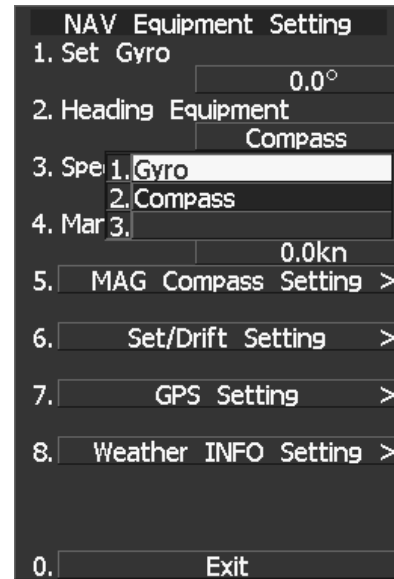 NAV Equipment Setting
1. Set Gyro
0.0°
2. Heading Equipment
Compass
3. Spe
1. Gyro
2. Compass
4. Mar
3.
0.0kn
5. MAG Compass Setting >
6. Set/Drift Setting >
7. GPS Setting >
8. Weather INFO Setting >
0. Exit